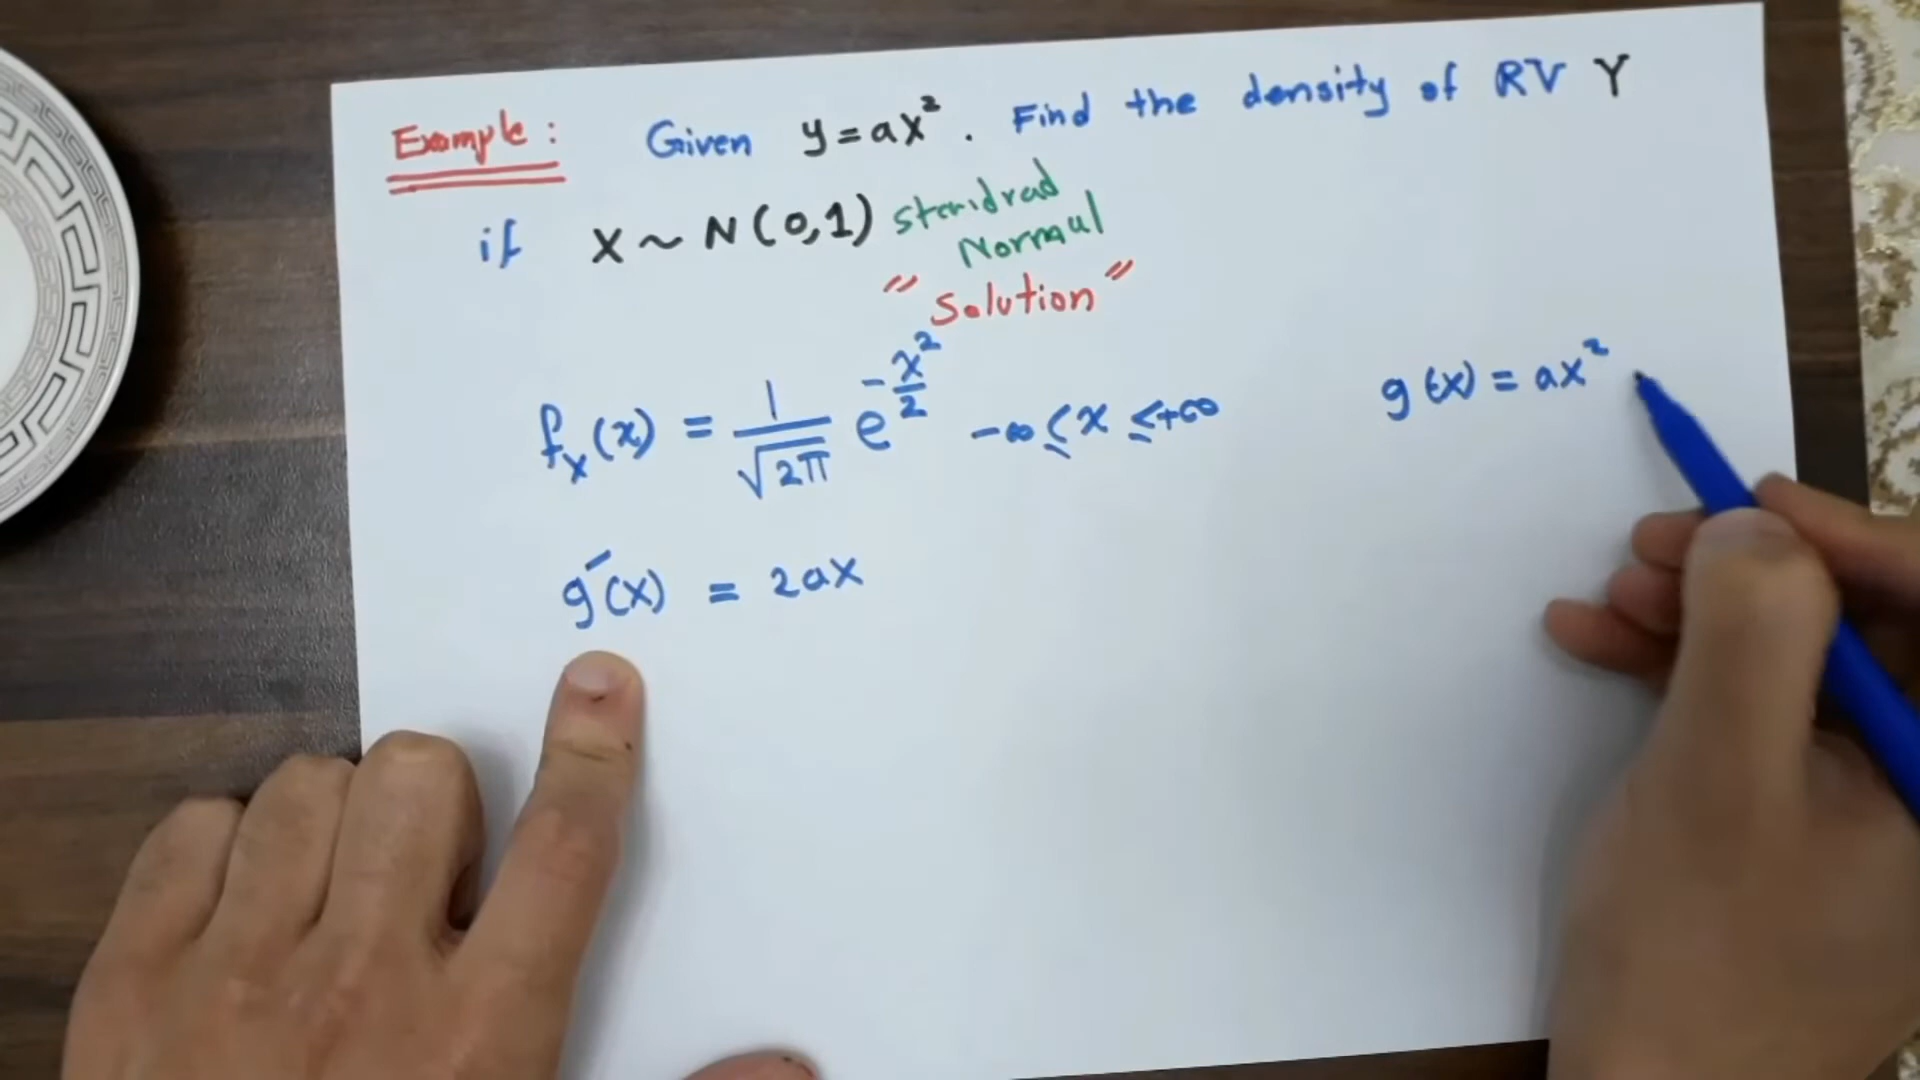 Example: Given y=ax². Find the density of RV Y
if X ~ N(0,1) standrad
Normal
"Solution"
fₓ(x) = 1/√2π e^-x²/2 -∞ ≤ x ≤ +∞ g(x) = ax²
g'(x) = 2ax